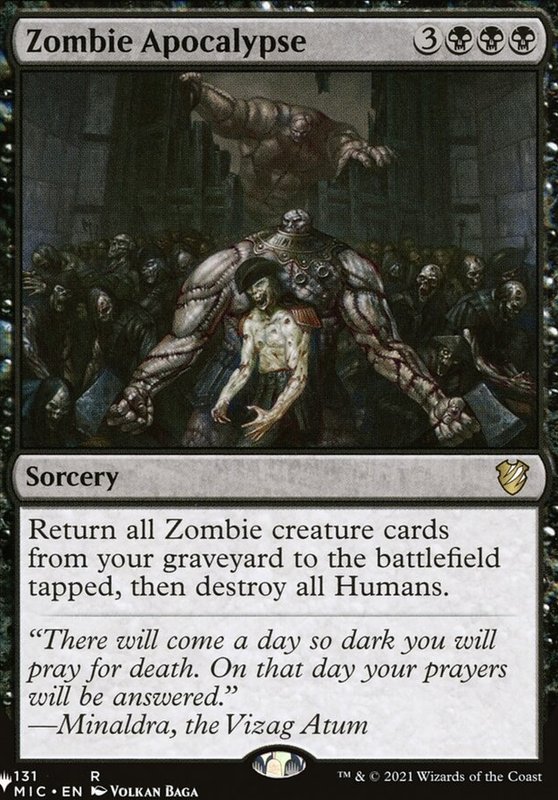 Zombie Apocalypse 3
Sorcery
Return all Zombie creature cards
from your graveyard to the battlefield
tapped, then destroy all Humans.
“There will come a day so dark you will
pray for death. On that day your prayers
will be answered.”
—Minaldra, the Vizag Atum
131 R
MIC • EN VOLKAN BAGA
™ & © 2021 Wizards of the Coast